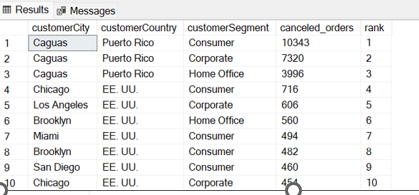 Results Messages
customerCity customerCountry customerSegment canceled_orders rank
1 Caguas Puerto Rico Consumer 10343 1
2 Caguas Puerto Rico Corporate 7320 2
3 Caguas Puerto Rico Home Office 3996 3
4 Chicago EE. UU. Consumer 716 4
5 Los Angeles EE. UU. Corporate 606 5
6 Brooklyn EE. UU. Home Office 560 6
7 Miami EE. UU. Consumer 494 7
8 Brooklyn EE. UU. Consumer 482 8
9 San Diego EE. UU. Consumer 460 9
10 Chicago EE. UU. Corporate 454 10